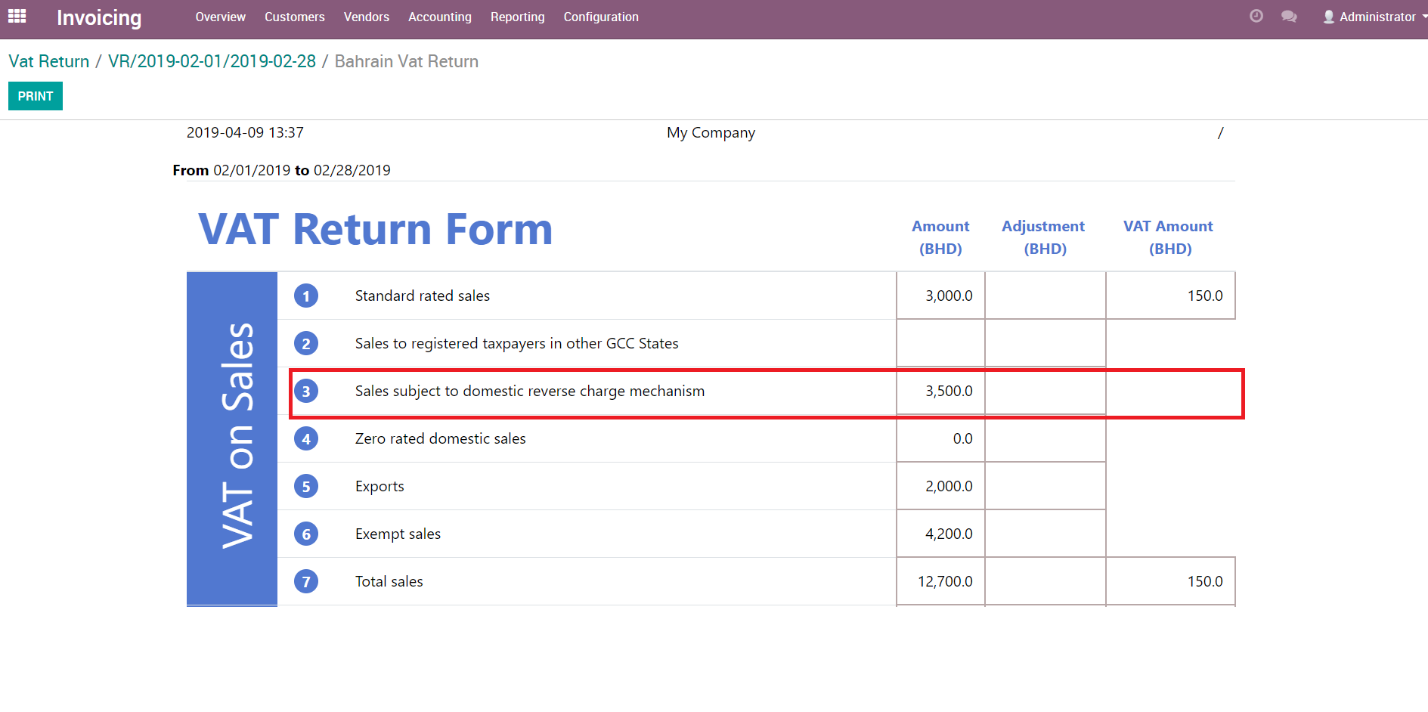 Invoicing Overview Customers Vendors Accounting Reporting Configuration Administrator
Vat Return / VR/2019-02-01/2019-02-28 / Bahrain Vat Return
PRINT
2019-04-09 13:37 My Company /
From 02/01/2019 to 02/28/2019
VAT Return Form
Amount (BHD) Adjustment (BHD) VAT Amount (BHD)
VAT on Sales
1 Standard rated sales 3,000.0 150.0
2 Sales to registered taxpayers in other GCC States
3 Sales subject to domestic reverse charge mechanism 3,500.0
4 Zero rated domestic sales 0.0
5 Exports 2,000.0
6 Exempt sales 4,200.0
7 Total sales 12,700.0 150.0